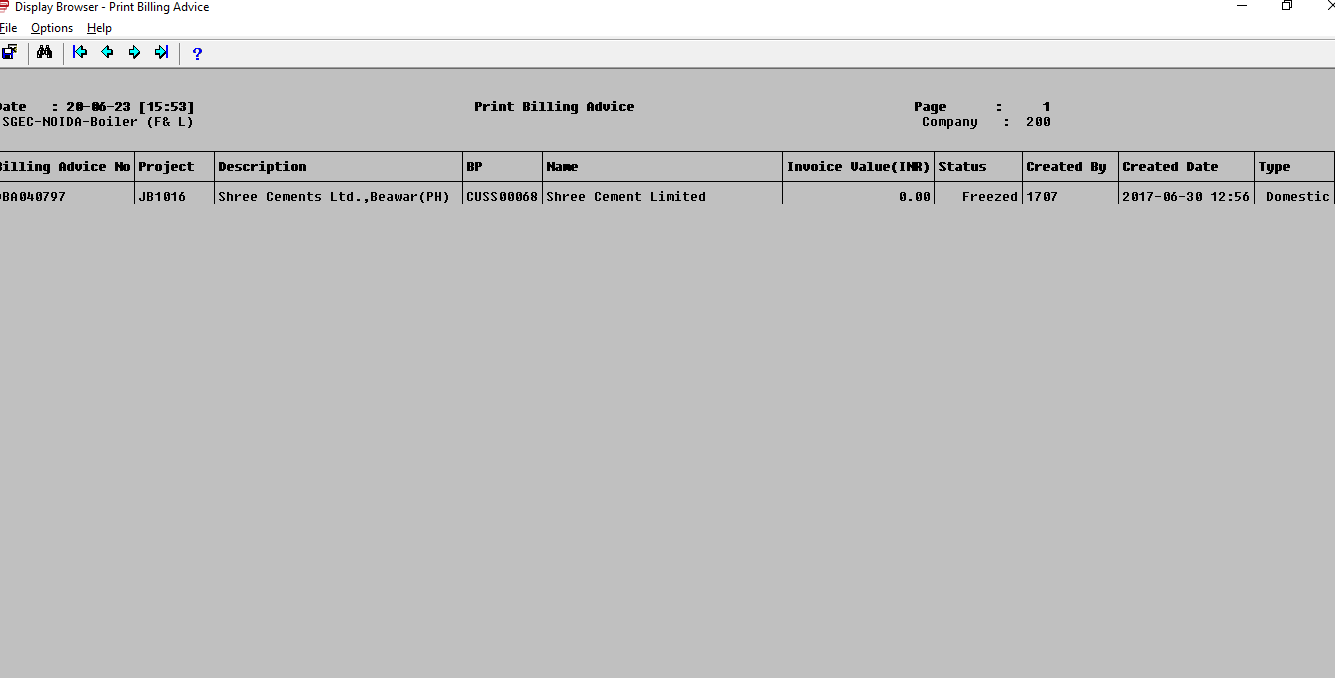 Display Browser - Print Billing Advice
File Options Help
?
Date : 20-06-23 [15:53] Print Billing Advice Page : 1
SGEC-NOIDA-Boiler (F& L) Company : 200
Billing Advice No Project Description BP Name Invoice Value(INR) Status Created By Created Date Type
BA040797 JB1016 Shree Cements Ltd.,Beawar(PH) CUSS00068 Shree Cement Limited 0.00 Freezed 1707 2017-06-30 12:56 Domestic